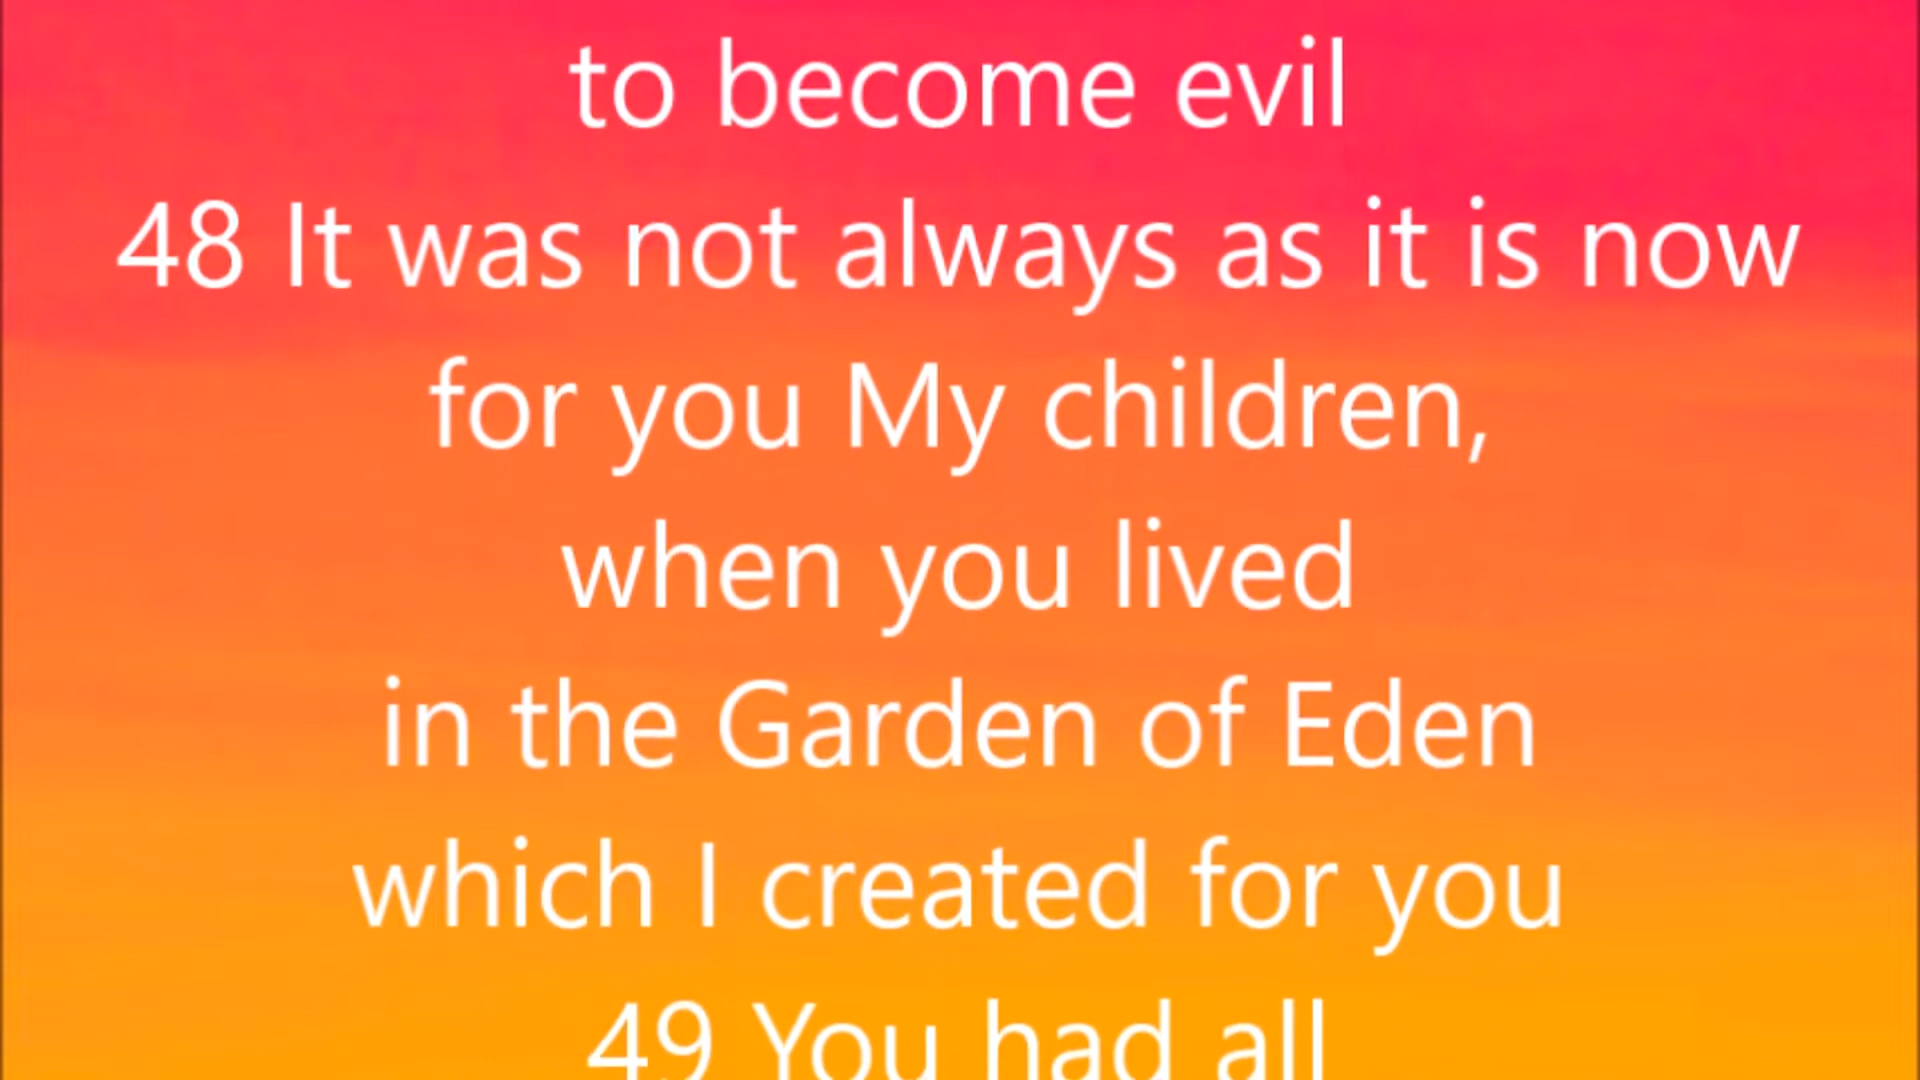 to become evil
48 It was not always as it is now
for you My children,
when you lived
in the Garden of Eden
which I created for you
49 You had all